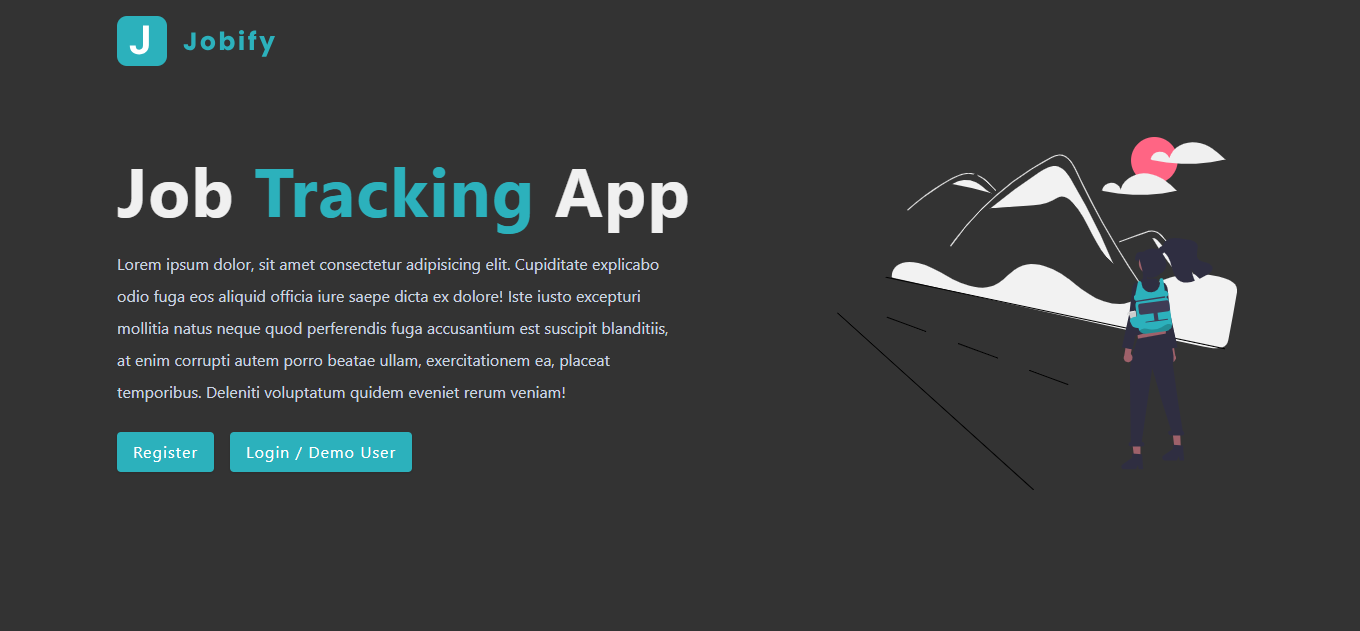 J Jobify
Job Tracking App
Lorem ipsum dolor, sit amet consectetur adipisicing elit. Cupiditate explicabo
odio fuga eos aliquid officia iure saepe dicta ex dolore! Iste iusto excepturi
mollitia natus neque quod perferendis fuga accusantium est suscipit blanditiis,
at enim corrupti autem porro beatae ullam, exercitationem ea, placeat
temporibus. Deleniti voluptatum quidem eveniet rerum veniam!
Register Login / Demo User